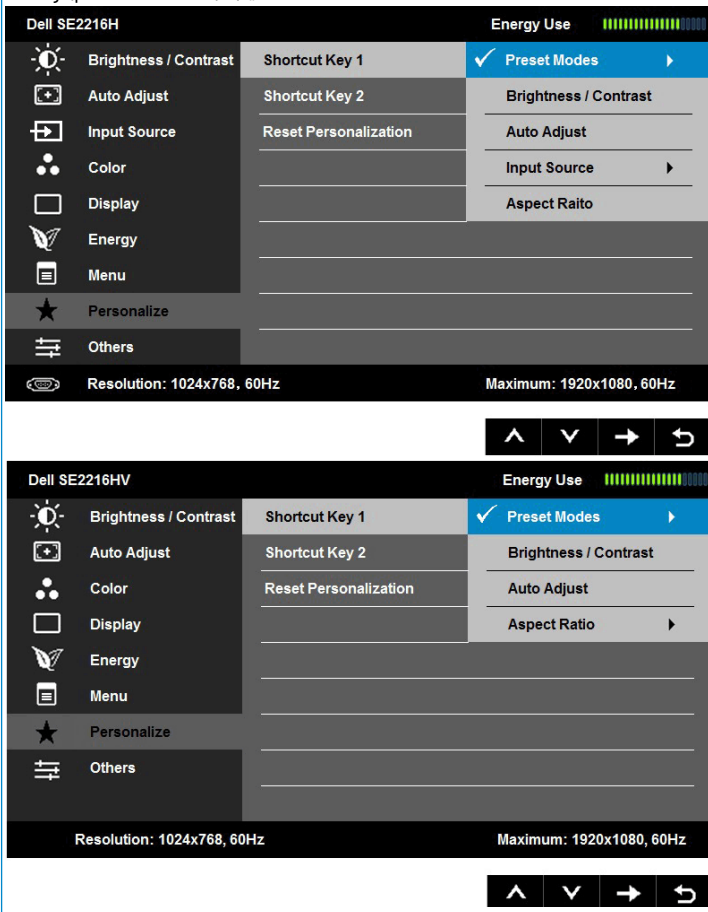 Dell SE2216H Energy Use
Brightness / Contrast Shortcut Key 1 Preset Modes
Auto Adjust Shortcut Key 2 Brightness / Contrast
Input Source Reset Personalization Auto Adjust
Color Input Source
Display Aspect Raito
Energy
Menu
Personalize
Others
Resolution: 1024x768, 60Hz Maximum: 1920x1080, 60Hz
Dell SE2216HV Energy Use
Brightness / Contrast Shortcut Key 1 Preset Modes
Auto Adjust Shortcut Key 2 Brightness / Contrast
Color Reset Personalization Auto Adjust
Display Aspect Ratio
Energy
Menu
Personalize
Others
Resolution: 1024x768, 60Hz Maximum: 1920x1080, 60Hz